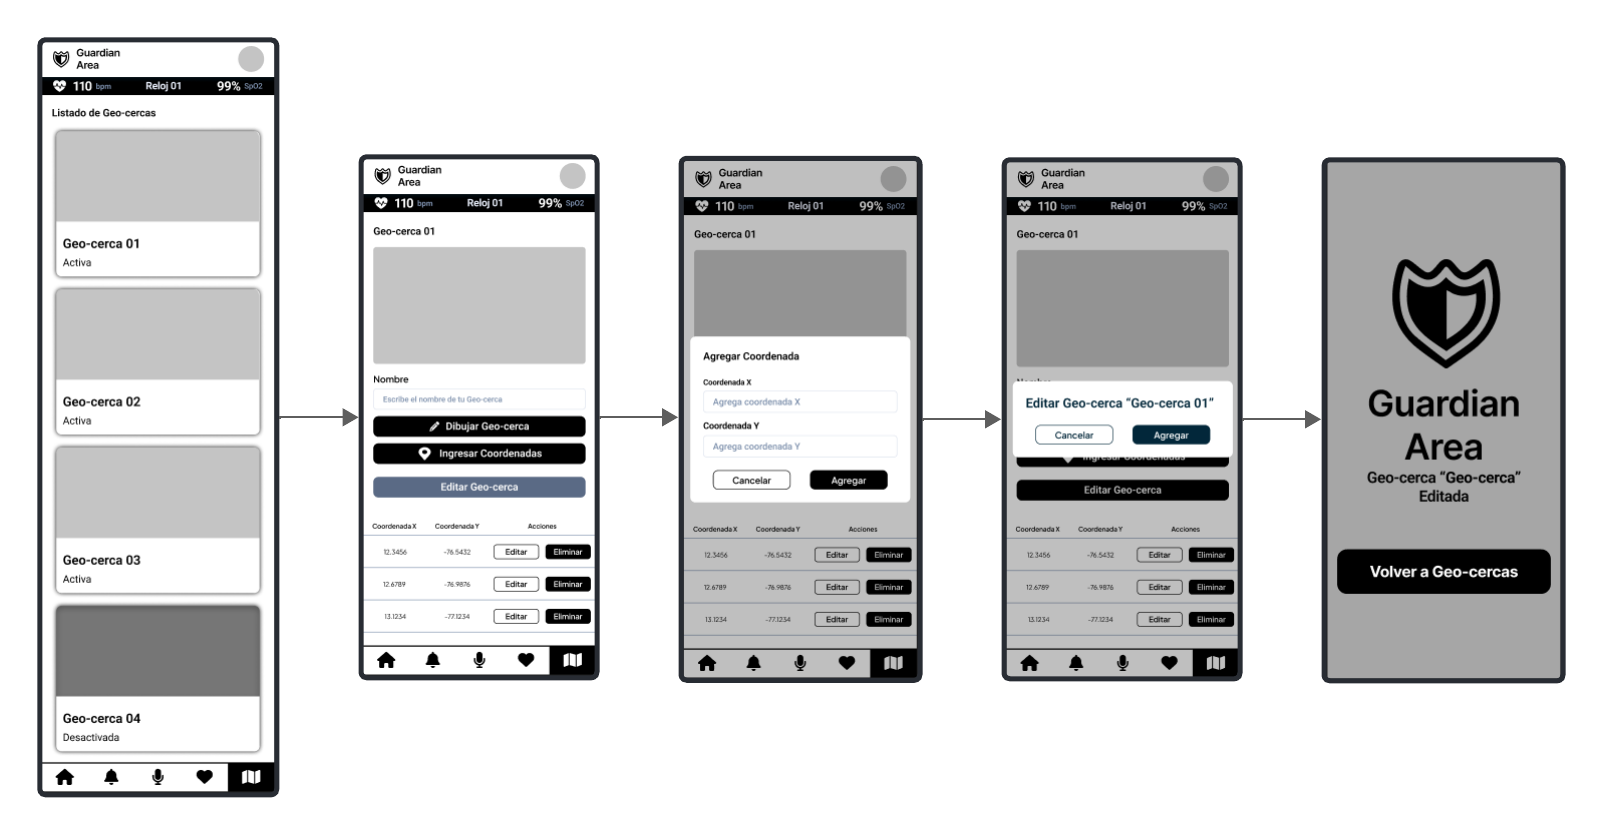 Guardian
Area
110 bpm Reloj 01 99% SpO2
Listado de Geo-cercas
Geo-cerca 01
Activa
Geo-cerca 02
Activa
Geo-cerca 03
Activa
Geo-cerca 04
Desactivada
Guardian
Area
110 bpm Reloj 01 99% SpO2
Geo-cerca 01
Nombre
Escribe el nombre de tu Geo-cerca
Dibujar Geo-cerca
Ingresar Coordenadas
Editar Geo-cerca
Coordenada X Coordenada Y Acciones
12.3456 -76.5432 Editar Eliminar
12.6789 -76.9876 Editar Eliminar
13.1234 -77.1234 Editar Eliminar
Guardian
Area
110 bpm Reloj 01 99% SpO2
Geo-cerca 01
Agregar Coordenada
Coordenada X
Agrega coordenada X
Coordenada Y
Agrega coordenada Y
Cancelar Agregar
Coordenada X Coordenada Y Acciones
12.3456 -76.5432 Editar Eliminar
12.6789 -76.9876 Editar Eliminar
13.1234 -77.1234 Editar Eliminar
Guardian
Area
110 bpm Reloj 01 99% SpO2
Geo-cerca 01
Nombre
Editar Geo-cerca “Geo-cerca 01”
Cancelar Agregar
Ingresar Coordenadas
Editar Geo-cerca
Coordenada X Coordenada Y Acciones
12.3456 -76.5432 Editar Eliminar
12.6789 -76.9876 Editar Eliminar
13.1234 -77.1234 Editar Eliminar
Guardian
Area
Geo-cerca “Geo-cerca”
Editada
Volver a Geo-cercas